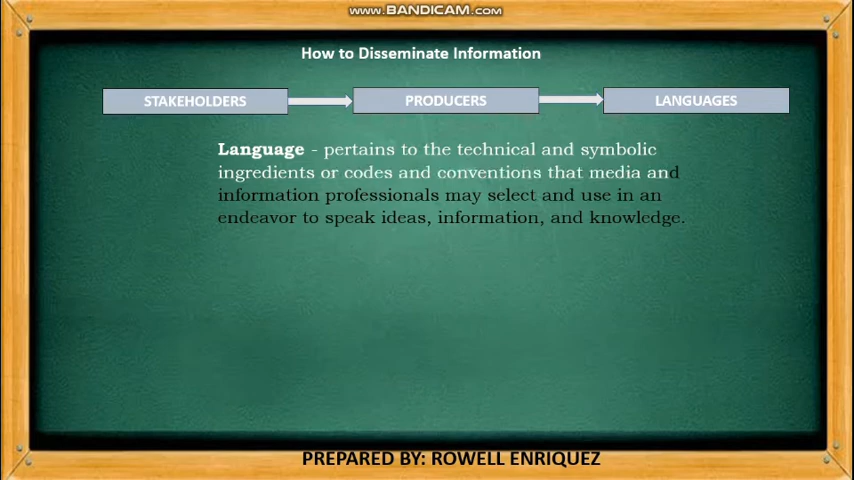 WWW.BANDICAM.COM
How to Disseminate Information
STAKEHOLDERS
PRODUCERS
LANGUAGES
Language - pertains to the technical and symbolic
ingredients or codes and conventions that media and
information professionals may select and use in an
endeavor to speak ideas, information, and knowledge.
PREPARED BY: ROWELL ENRIQUEZ